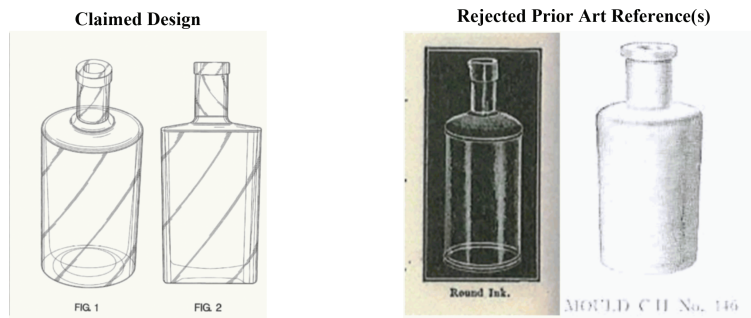 Claimed Design
Rejected Prior Art Reference(s)
FIG. 1
FIG. 2
Round Ink.
MOULD C H No. 146